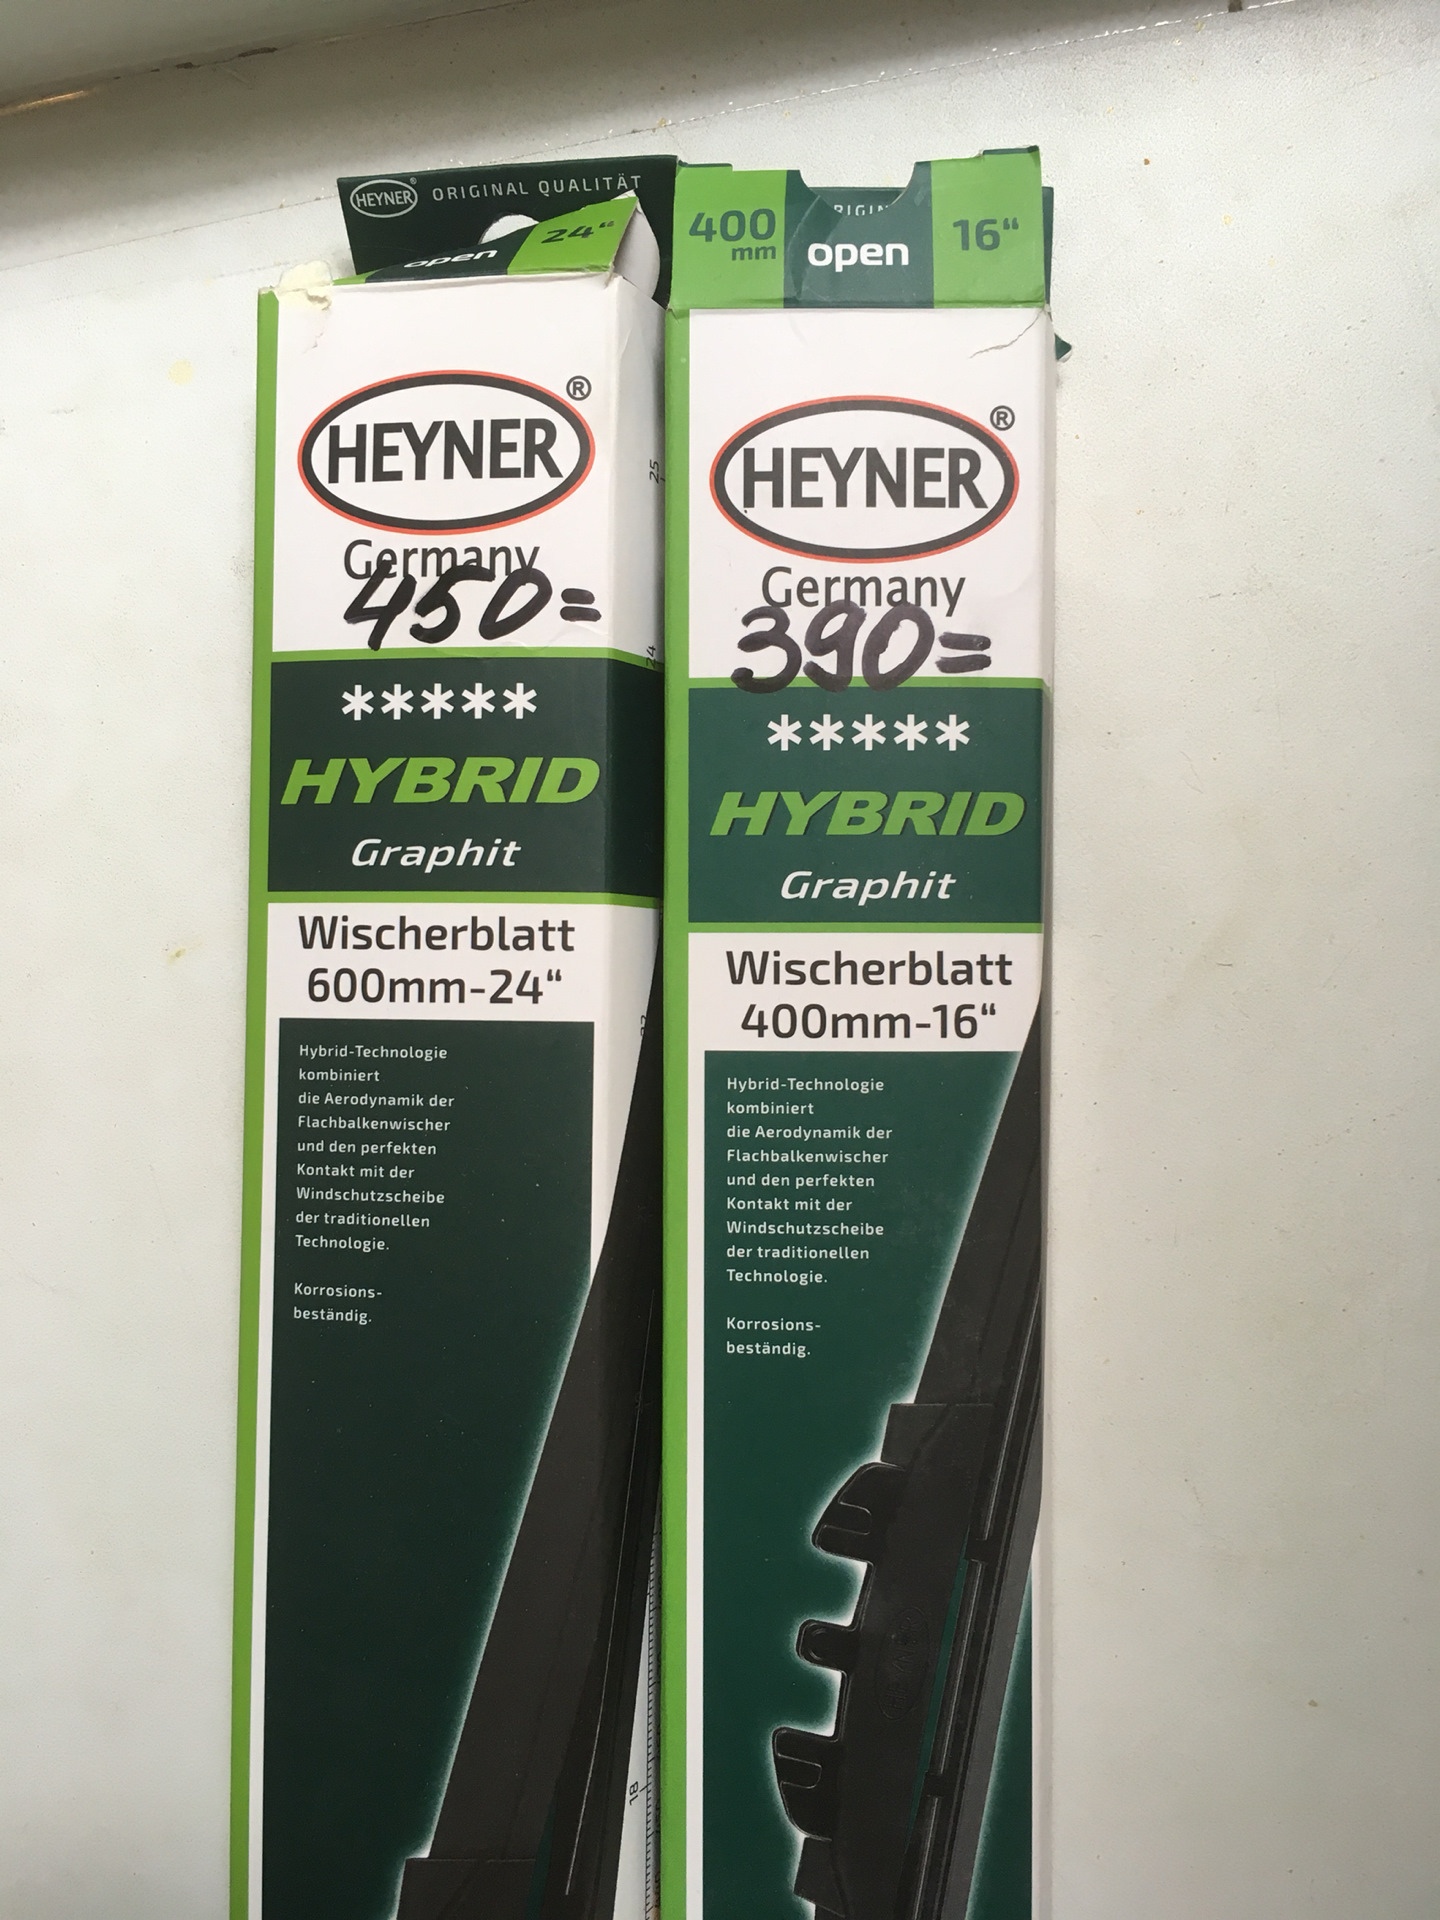 HEYNER® ORIGINAL QUALITÄT
open 24“
HEYNER®
Germany
450=
*****
HYBRID
Graphit
Wischerblatt
600mm-24“
Hybrid-Technologie
kombiniert
die Aerodynamik der
Flachbalkenwischer
und den perfekten
Kontakt mit der
Windschutzscheibe
der traditionellen
Technologie.
Korrosions-
beständig.
25
24
18
400
mm
open
16“
HEYNER®
Germany
390=
*****
HYBRID
Graphit
Wischerblatt
400mm-16“
Hybrid-Technologie
kombiniert
die Aerodynamik der
Flachbalkenwischer
und den perfekten
Kontakt mit der
Windschutzscheibe
der traditionellen
Technologie.
Korrosions-
beständig.